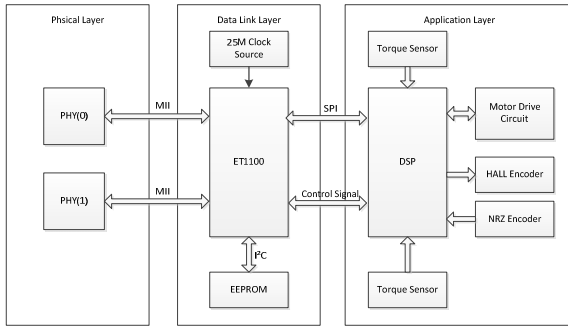 Phsical Layer
Data Link Layer
Application Layer
25M Clock
Source
Torque Sensor
PHY(0)
MII
ET1100
SPI
DSP
Motor Drive
Circuit
PHY(1)
MII
Control Signal
HALL Encoder
NRZ Encoder
I²C
EEPROM
Torque Sensor